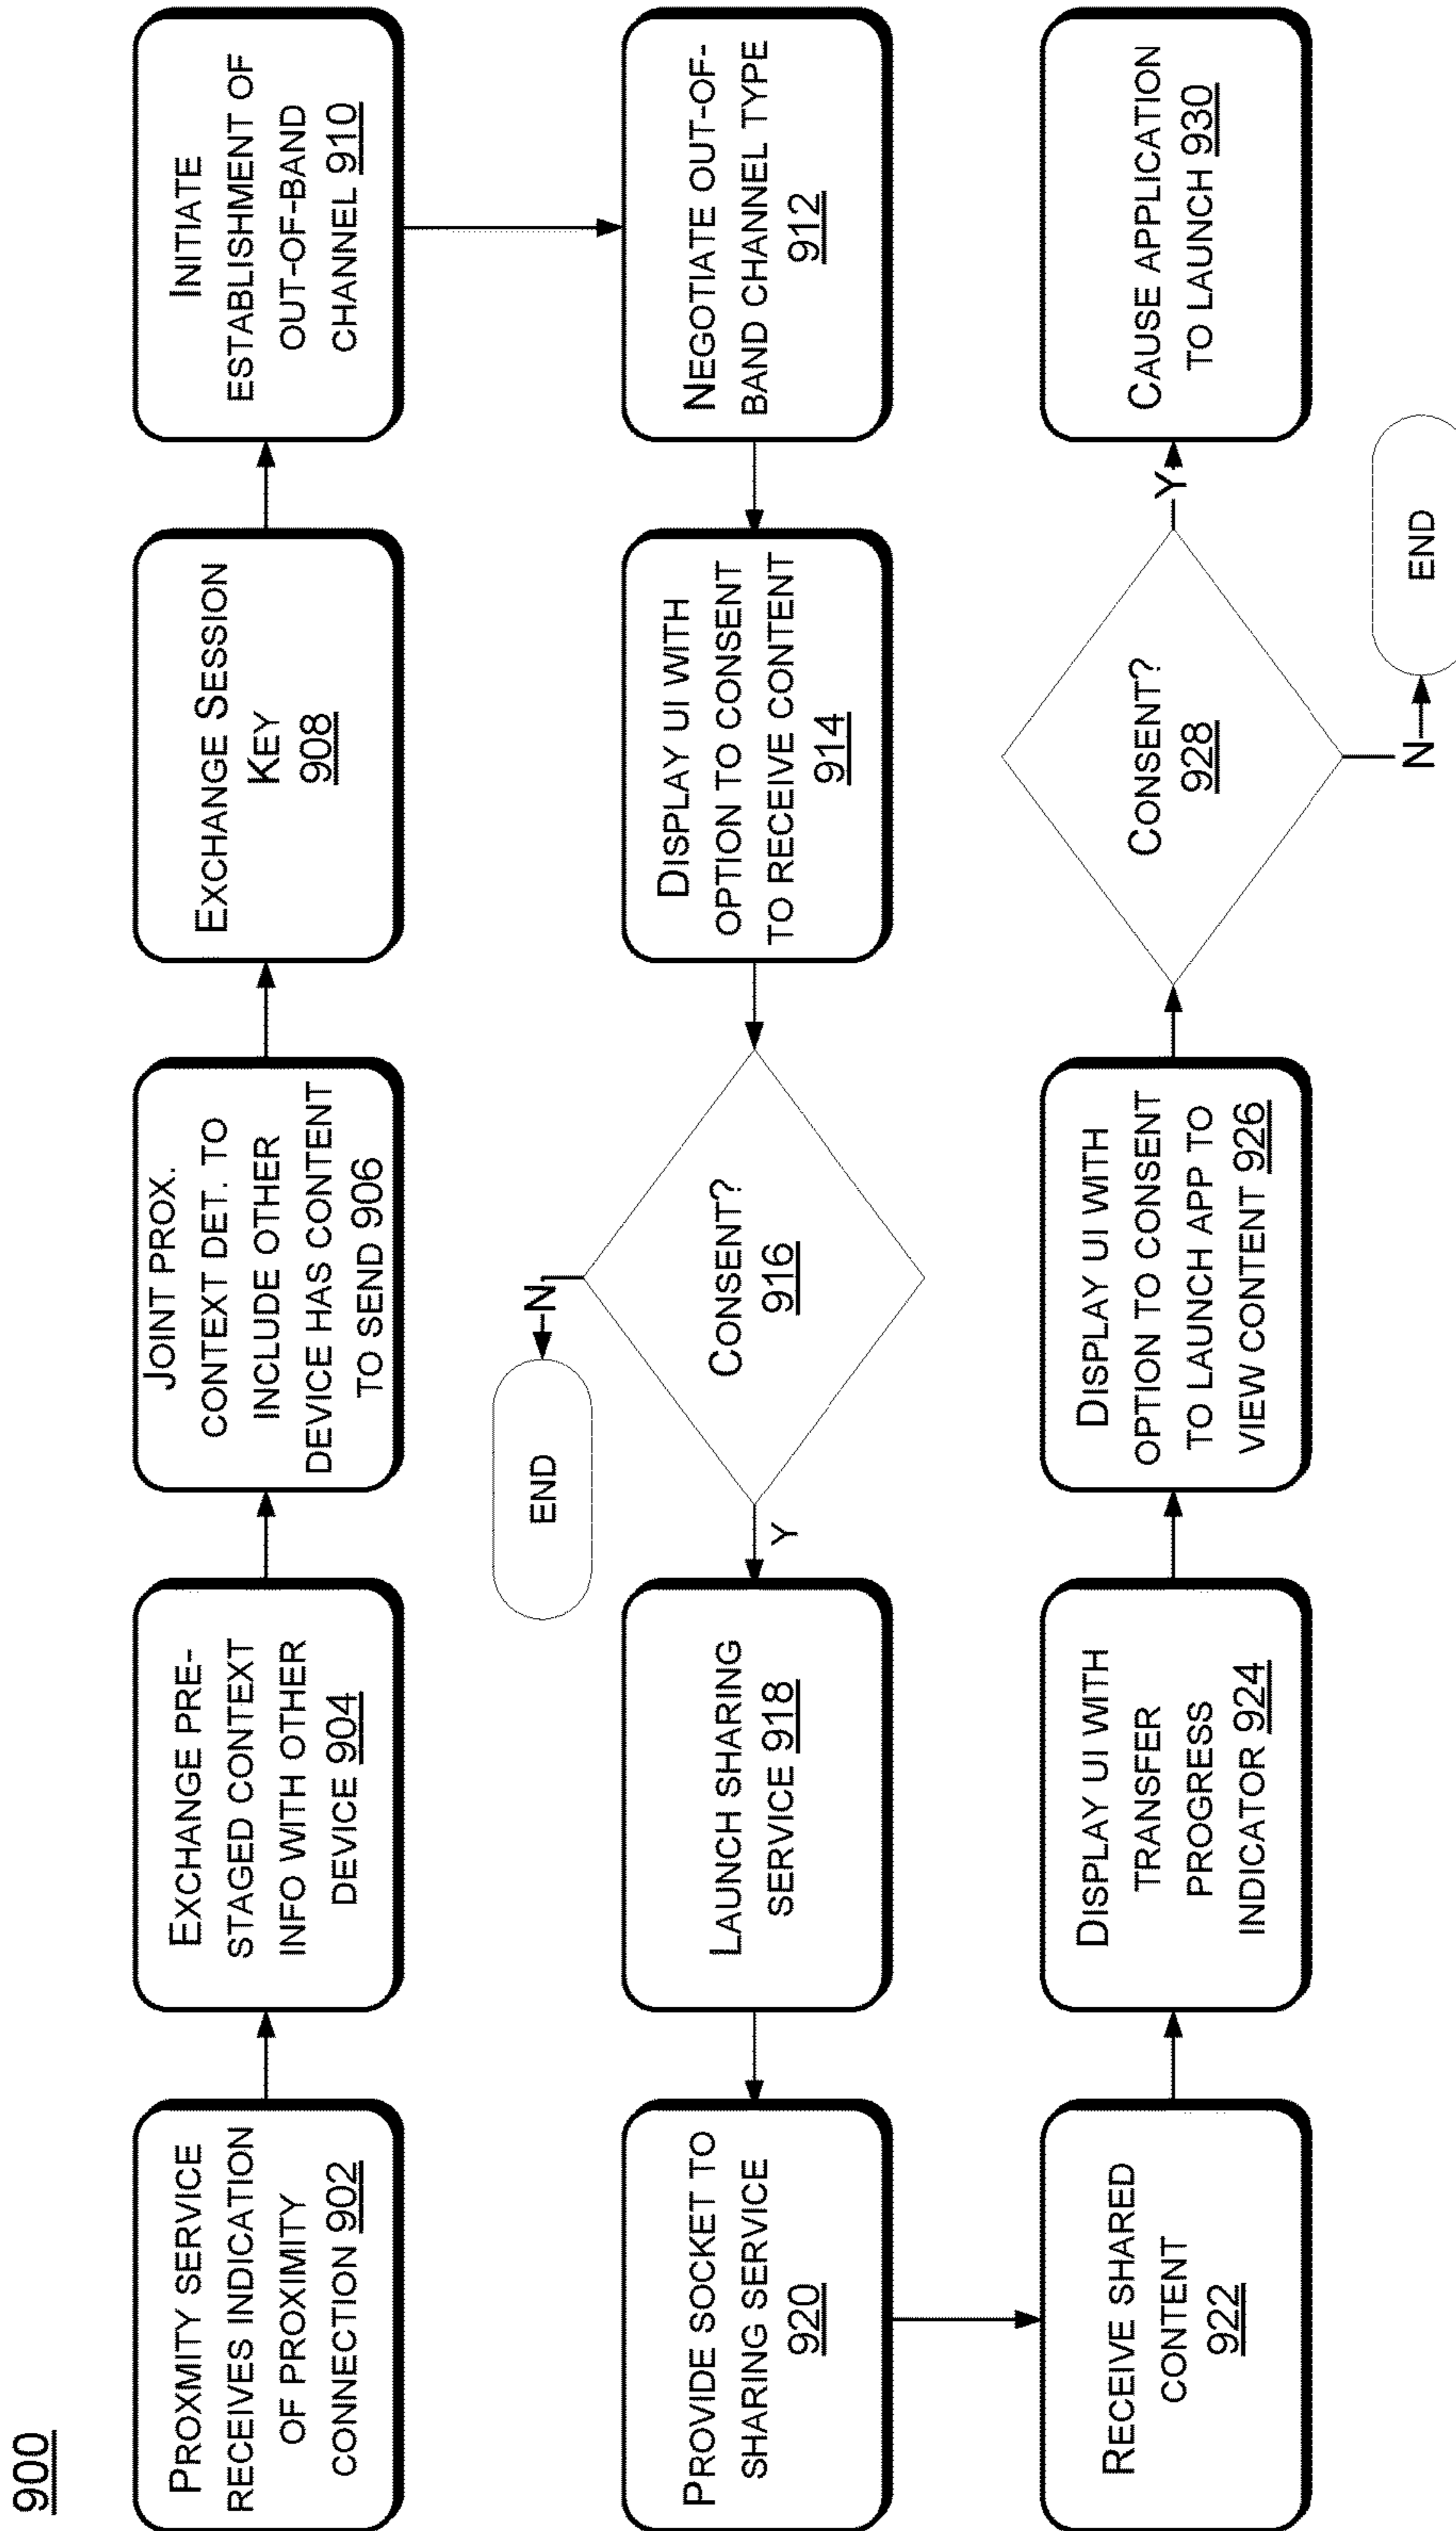 900
PROXIMITY SERVICE
RECEIVES INDICATION
OF PROXIMITY
CONNECTION 902
EXCHANGE PRE-
STAGED CONTEXT
INFO WITH OTHER
DEVICE 904
JOINT PROX.
CONTEXT DET. TO
INCLUDE OTHER
DEVICE HAS CONTENT
TO SEND 906
EXCHANGE SESSION
KEY
908
INITIATE
ESTABLISHMENT OF
OUT-OF-BAND
CHANNEL 910
NEGOTIATE OUT-OF-
BAND CHANNEL TYPE
912
DISPLAY UI WITH
OPTION TO CONSENT
TO RECEIVE CONTENT
914
CONSENT?
916
N
END
Y
LAUNCH SHARING
SERVICE 918
PROVIDE SOCKET TO
SHARING SERVICE
920
RECEIVE SHARED
CONTENT
922
DISPLAY UI WITH
TRANSFER
PROGRESS
INDICATOR 924
DISPLAY UI WITH
OPTION TO CONSENT
TO LAUNCH APP TO
VIEW CONTENT 926
CONSENT?
928
Y
N
END
CAUSE APPLICATION
TO LAUNCH 930